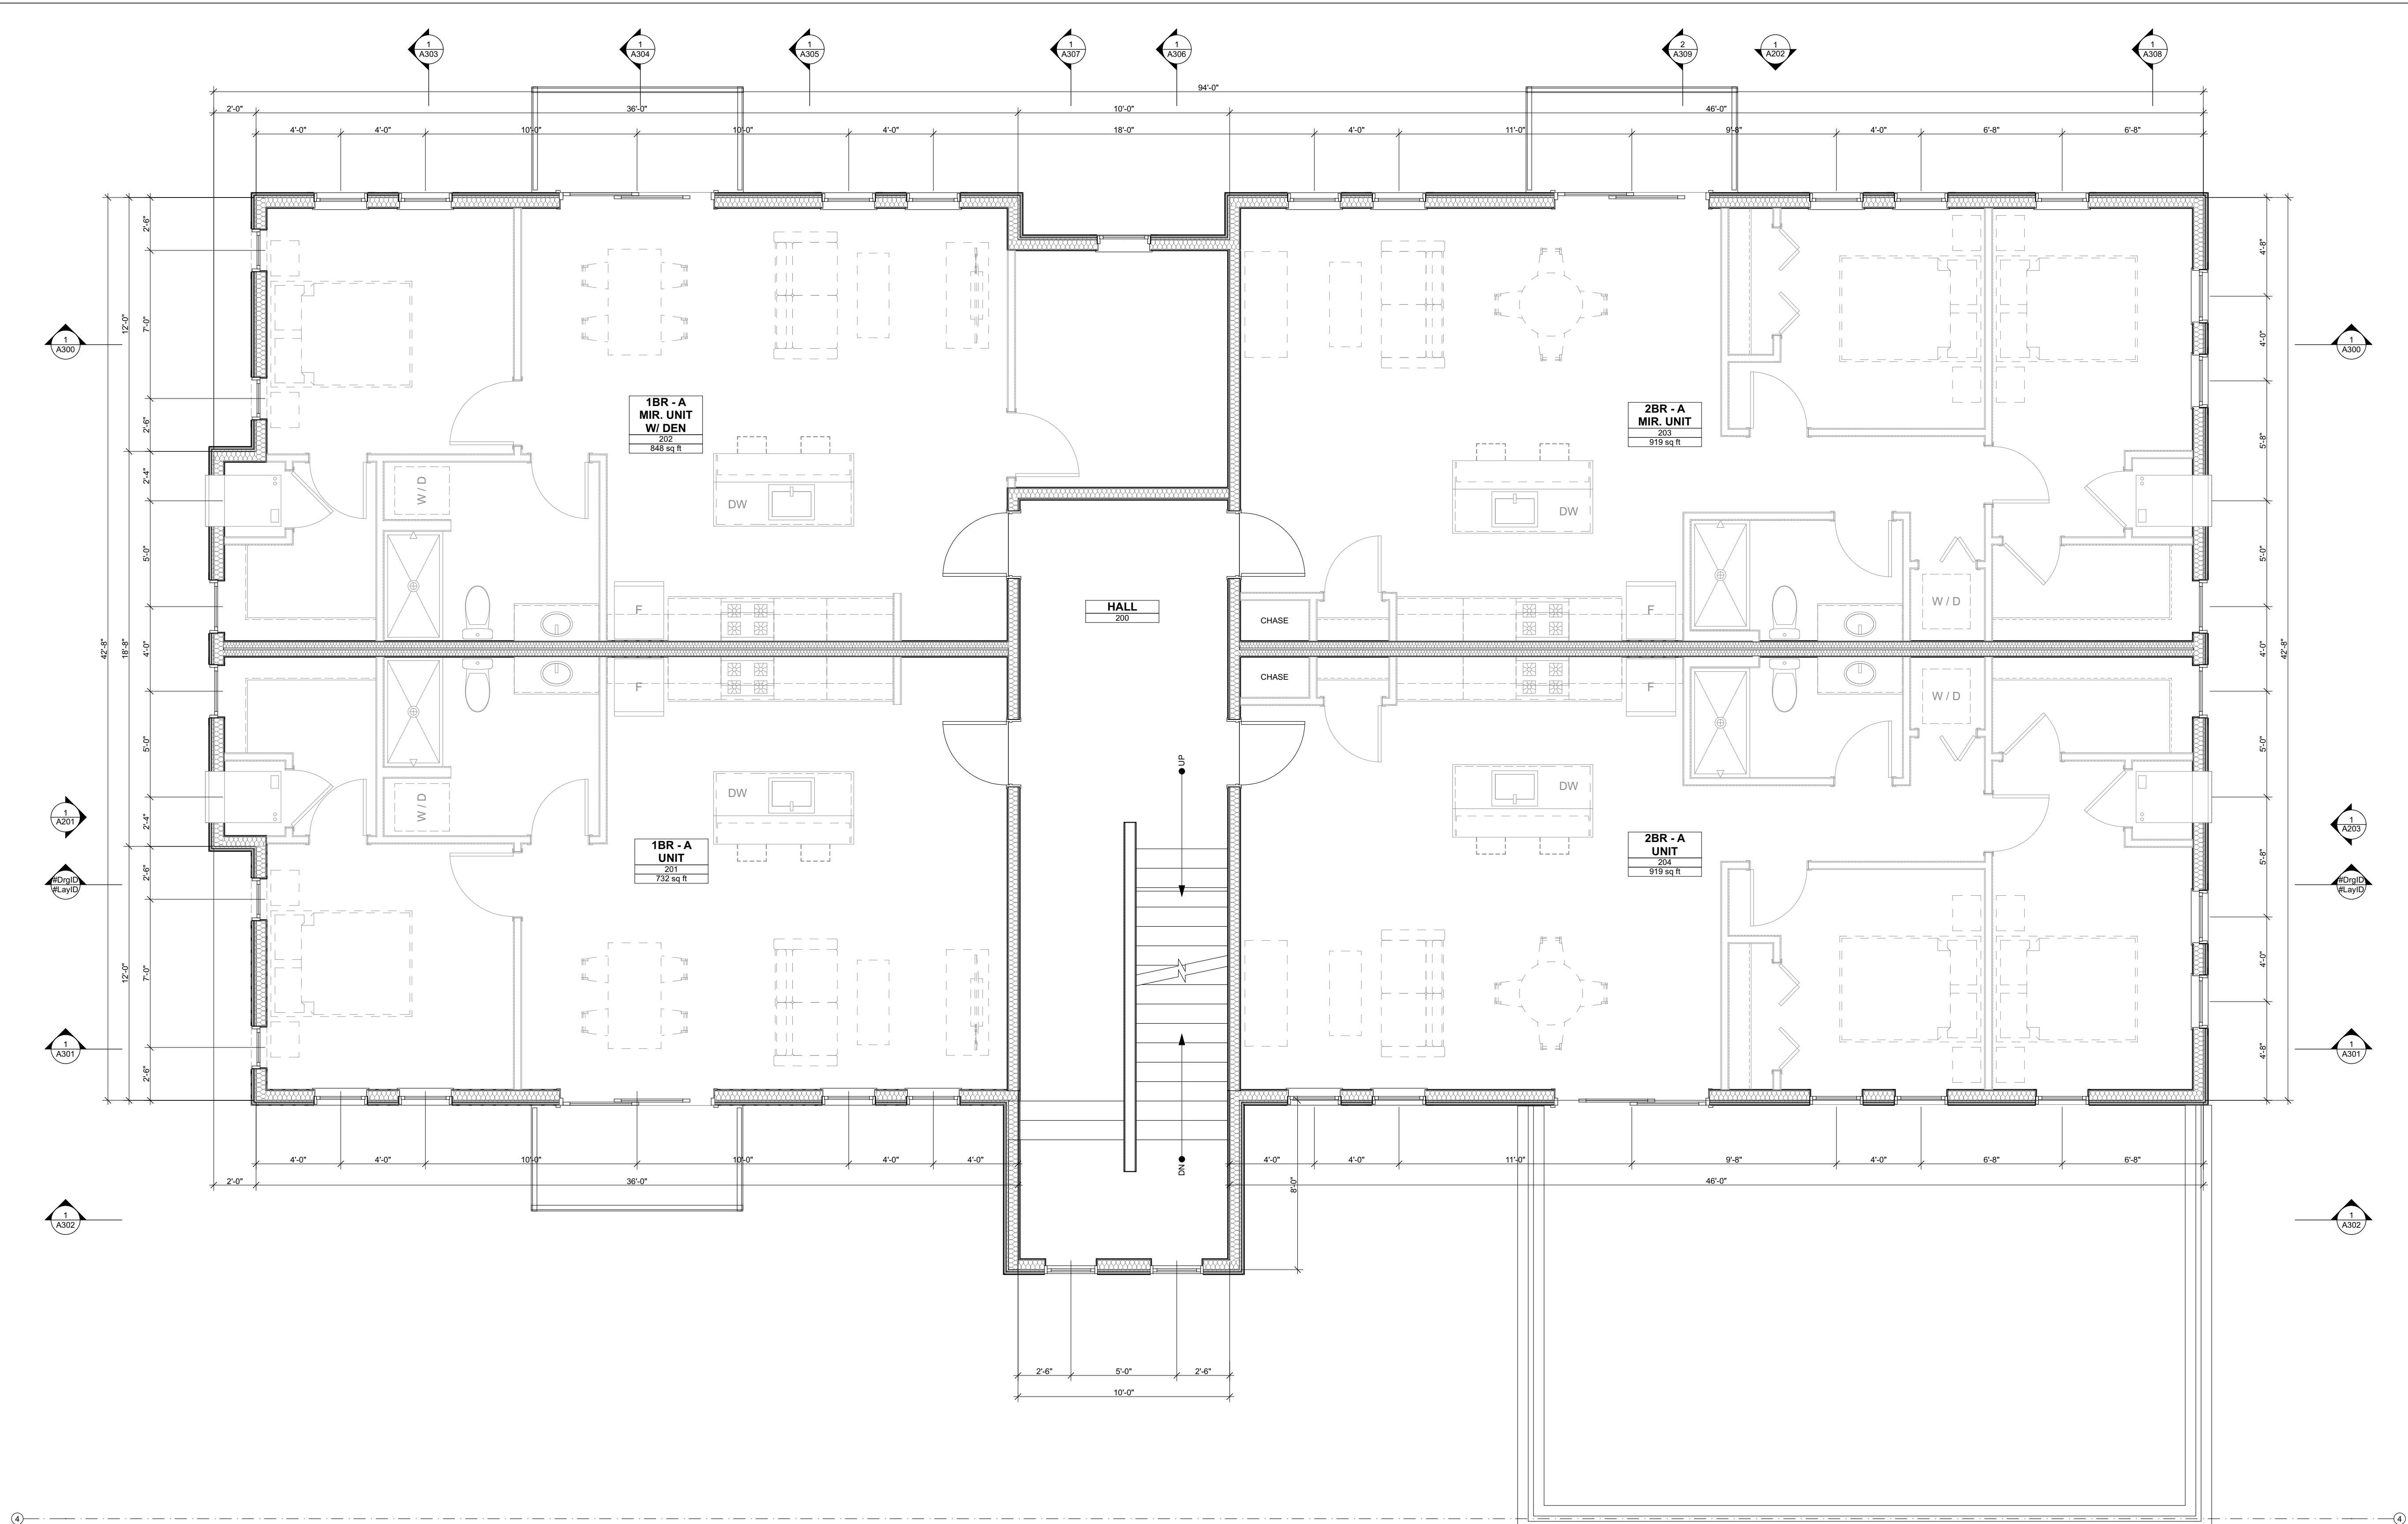 1 1 1 1 1 2 1 1
A303 A304 A305 A307 A306 A309 A202 A308
94'-0"
2'-0" 36'-0" 10'-0" 46'-0"
4'-0" 4'-0" 10'-0" 10'-0" 4'-0" 18'-0" 4'-0" 11'-0" 9'-8" 4'-0" 6'-8" 6'-8"
42'-8"
12'-0"
18'-8"
12'-0"
2'-6"
7'-0"
2'-6"
2'-4"
5'-0"
4'-0"
5'-0"
2'-4"
2'-6"
7'-0"
2'-6"
1
A300
1
A201
#DrgID
#LayID
1
A301
1
A302
1BR - A
MIR. UNIT
W/ DEN
202
848 sq ft
W / D
DW
F
2BR - A
MIR. UNIT
203
919 sq ft
DW
F
W / D
CHASE
HALL
200
CHASE
UP
DN
1BR - A
UNIT
201
732 sq ft
W / D
DW
F
2BR - A
UNIT
204
919 sq ft
DW
F
W / D
4'-8"
4'-0"
5'-8"
5'-0"
4'-0"
5'-0"
5'-8"
4'-0"
4'-8"
42'-8"
1
A300
1
A203
#DrgID
#LayID
1
A301
1
A302
4'-0" 4'-0" 10'-0" 10'-0" 4'-0" 4'-0" 4'-0" 4'-0" 11'-0" 9'-8" 4'-0" 6'-8" 6'-8"
2'-0" 36'-0" 46'-0"
8'-0"
2'-6" 5'-0" 2'-6"
10'-0"
4 4